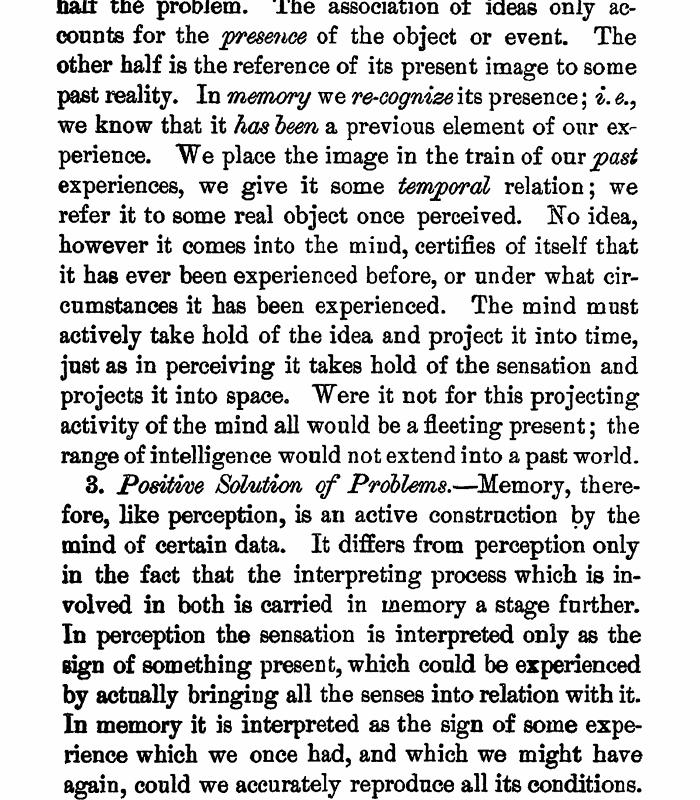 half the problem. The association of ideas only ac-
counts for the presence of the object or event. The
other half is the reference of its present image to some
past reality. In memory we re-cognize its presence; i. e.,
we know that it has been a previous element of our ex-
perience. We place the image in the train of our past
experiences, we give it some temporal relation; we
refer it to some real object once perceived. No idea,
however it comes into the mind, certifies of itself that
it has ever been experienced before, or under what cir-
cumstances it has been experienced. The mind must
actively take hold of the idea and project it into time,
just as in perceiving it takes hold of the sensation and
projects it into space. Were it not for this projecting
activity of the mind all would be a fleeting present; the
range of intelligence would not extend into a past world.
3. Positive Solution of Problems.—Memory, there-
fore, like perception, is an active construction by the
mind of certain data. It differs from perception only
in the fact that the interpreting process which is in-
volved in both is carried in memory a stage further.
In perception the sensation is interpreted only as the
sign of something present, which could be experienced
by actually bringing all the senses into relation with it.
In memory it is interpreted as the sign of some expe-
rience which we once had, and which we might have
again, could we accurately reproduce all its conditions.